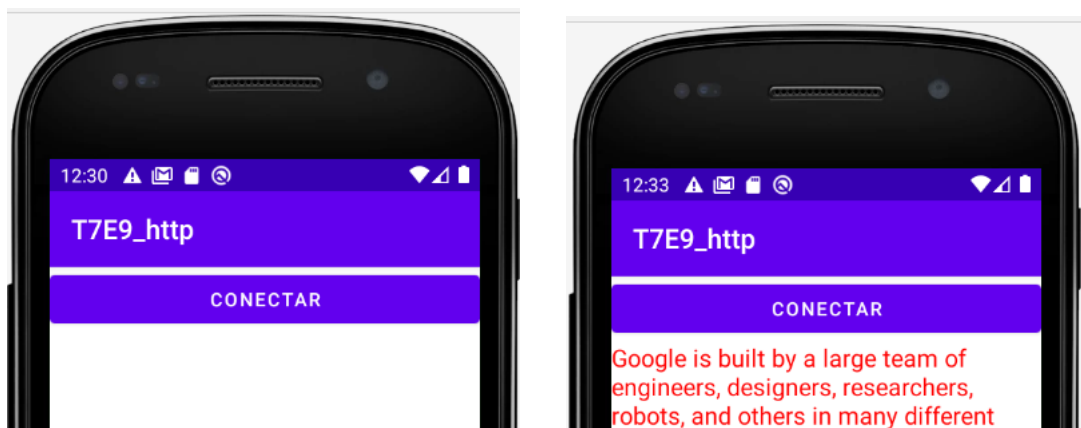 12:30
T7E9_http
CONECTAR
12:33
T7E9_http
CONECTAR
Google is built by a large team of
engineers, designers, researchers,
robots, and others in many different